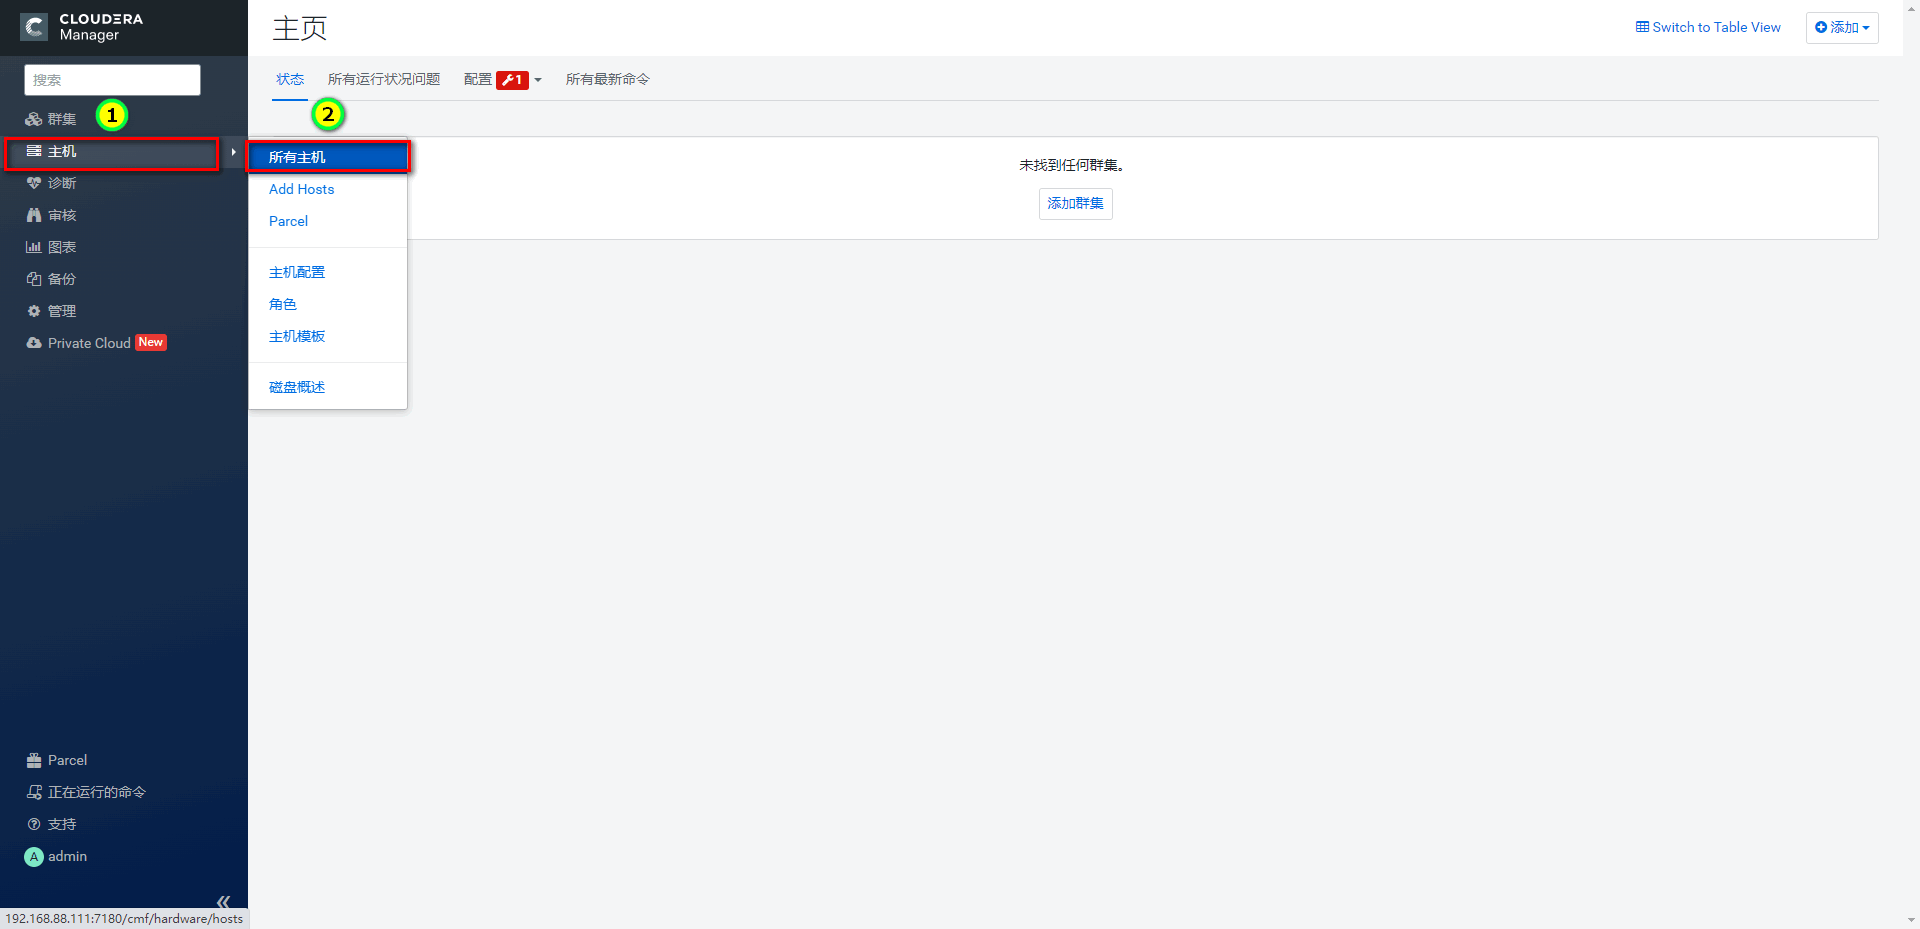 CLOUDERA
Manager
搜索
群集
1
主机
诊断
审核
图表
备份
管理
Private Cloud New
Parcel
正在运行的命令
支持
A admin
192.168.88.111:7180/cmf/hardware/hosts
主页
Switch to Table View
添加
状态 所有运行状况问题 配置 1 所有最新命令
2
所有主机
Add Hosts
Parcel
主机配置
角色
主机模板
磁盘概述
未找到任何群集。
添加群集